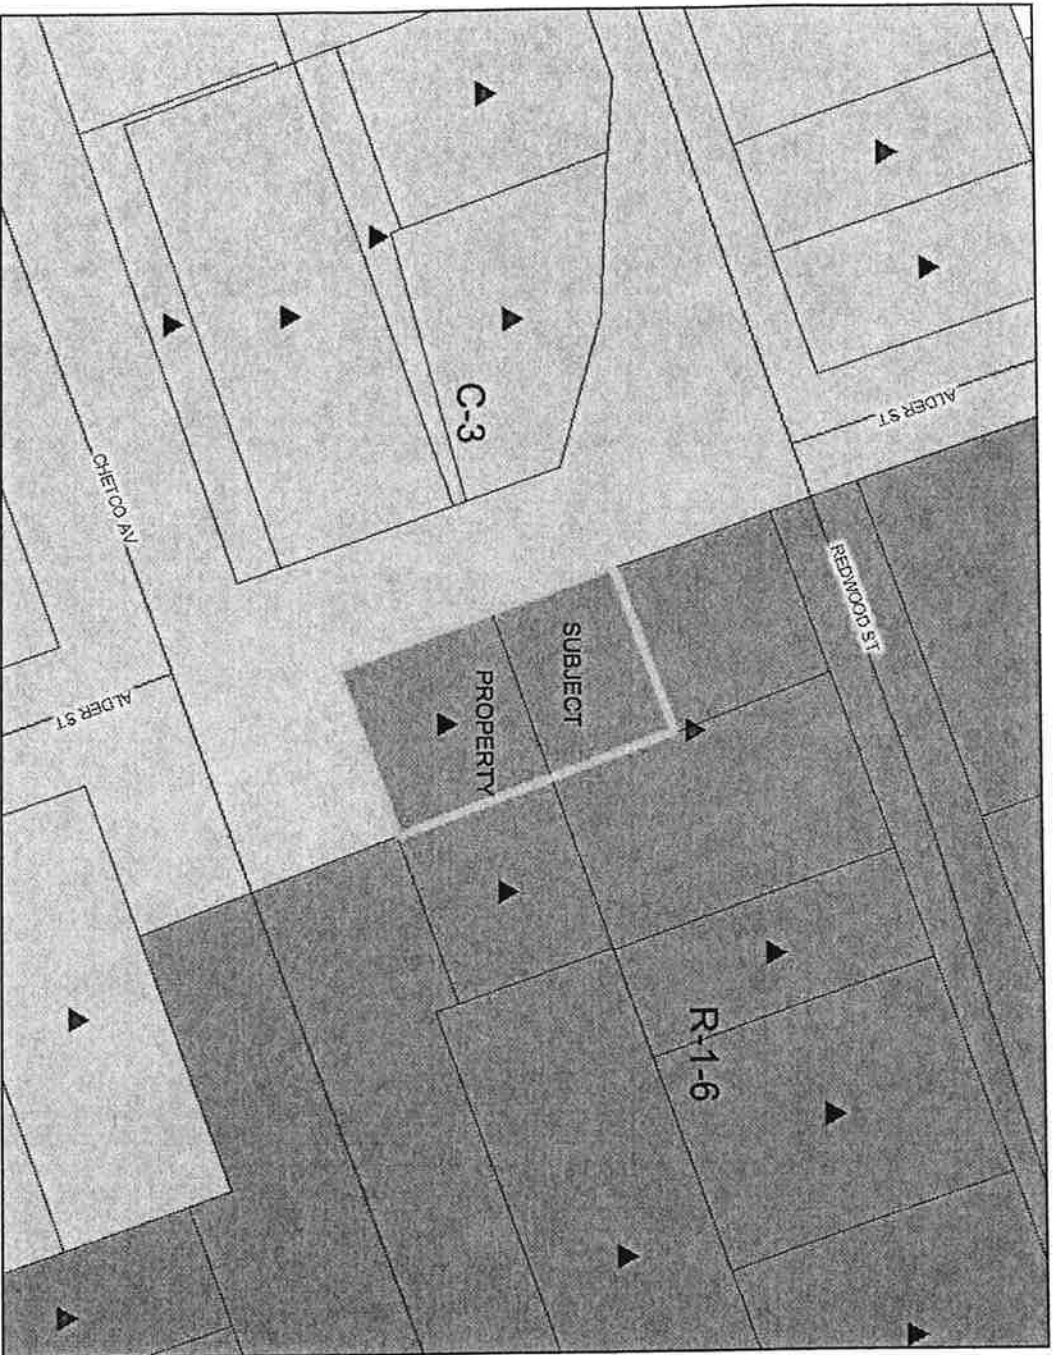 ALDER ST
REDWOOD ST
C-3
SUBJECT
PROPERTY
R-1-6
CHETCO AV
ALDER ST